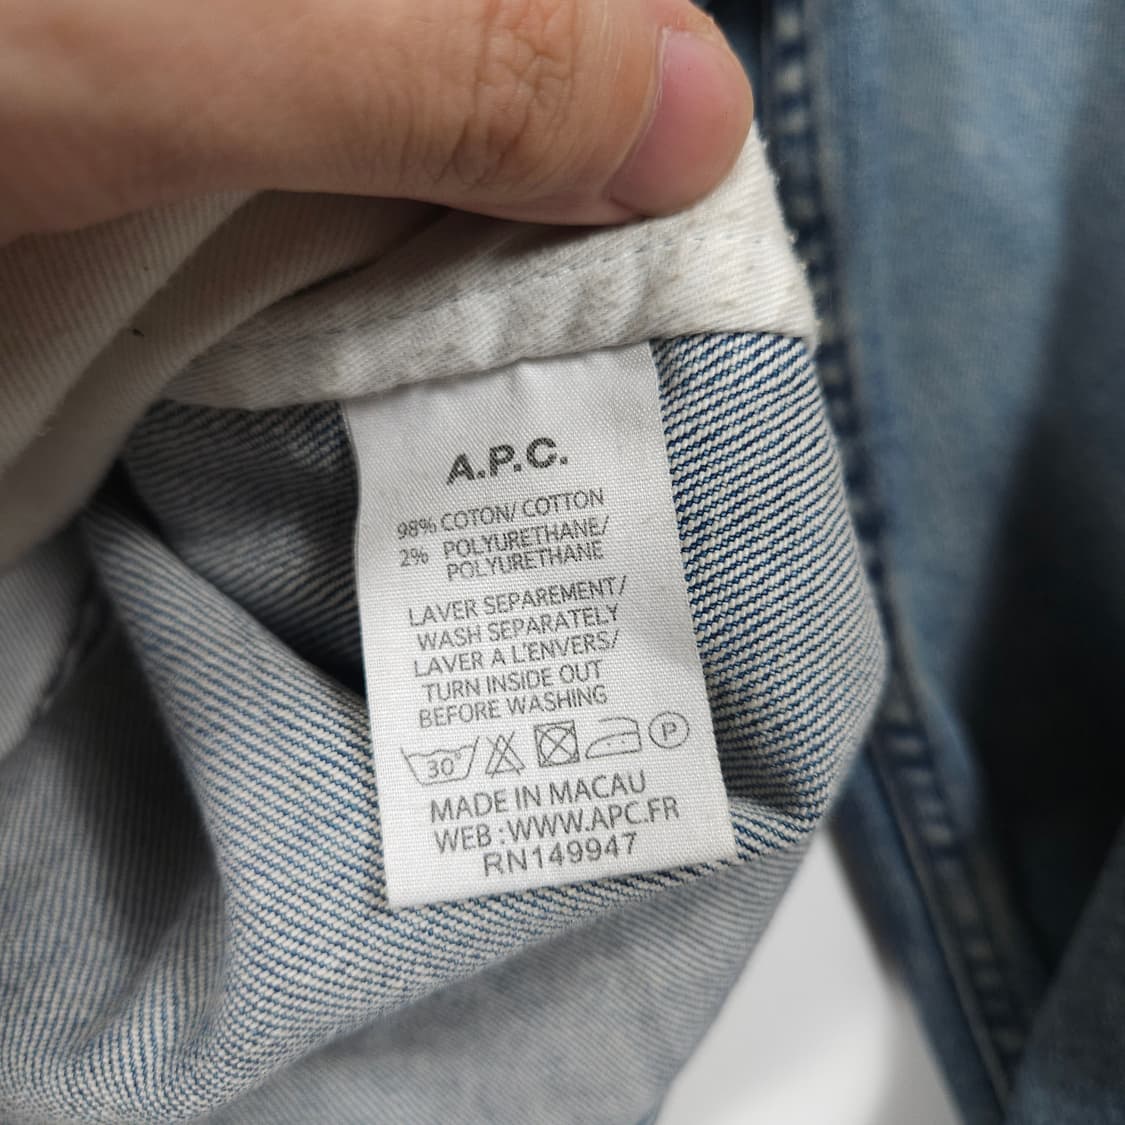 A.P.C.
98% COTON/ COTTON
2% POLYURETHANE/
POLYURETHANE
LAVER SEPAREMENT/
WASH SEPARATELY
LAVER A L'ENVERS/
TURN INSIDE OUT
BEFORE WASHING
30° P
MADE IN MACAU
WEB : WWW.APC.FR
RN149947